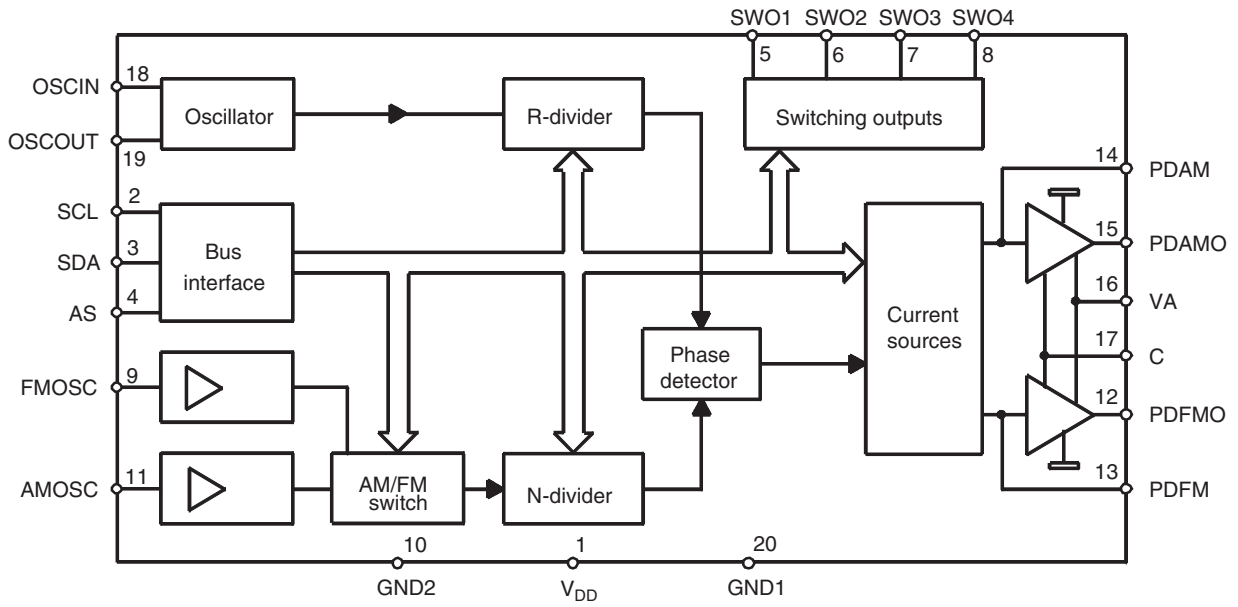 SWO1 SWO2 SWO3 SWO4
5 6 7 8
OSCIN 18
OSCOUT 19
Oscillator
R-divider
Switching outputs
SCL 2
SDA 3
AS 4
Bus
interface
14 PDAM
15 PDAMO
16 VA
17 C
12 PDFMO
13 PDFM
Current
sources
Phase
detector
FMOSC 9
AMOSC 11
AM/FM
switch
N-divider
10 1 20
GND2 VDD GND1